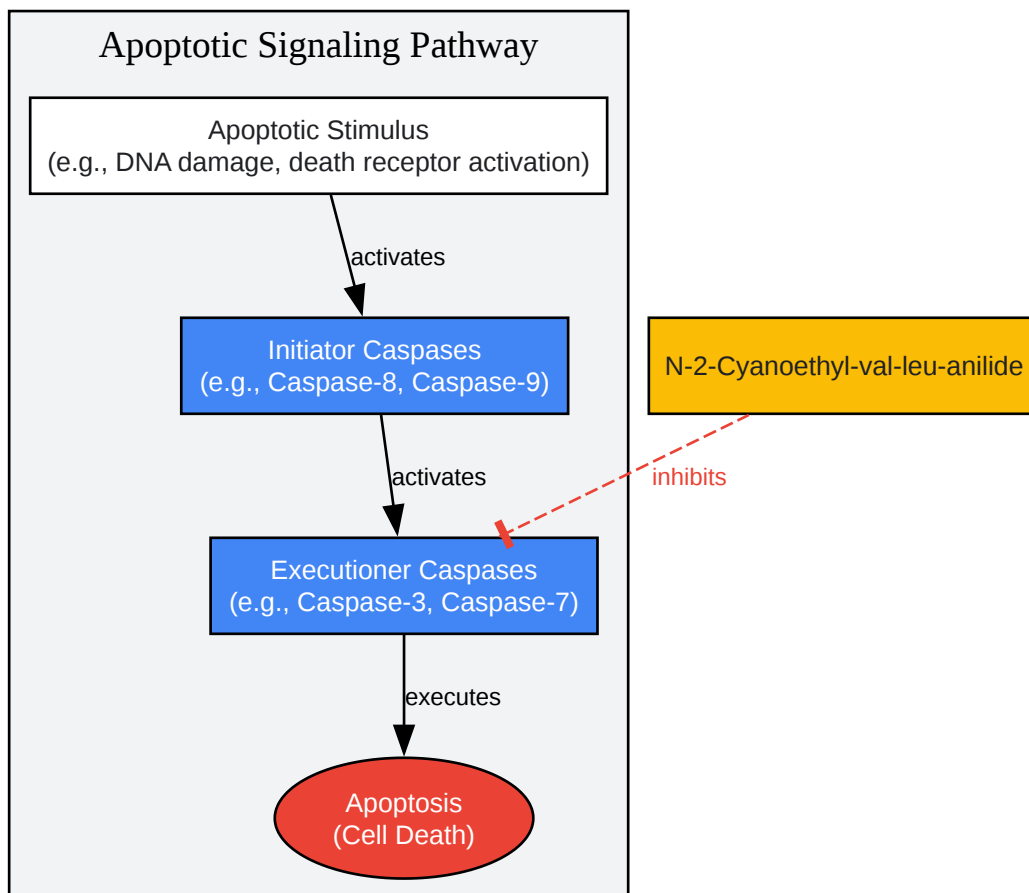 Apoptotic Signaling Pathway
Apoptotic Stimulus
(e.g., DNA damage, death receptor activation)
activates
Initiator Caspases
(e.g., Caspase-8, Caspase-9)
N-2-Cyanoethyl-val-leu-anilide
activates
inhibits
Executioner Caspases
(e.g., Caspase-3, Caspase-7)
executes
Apoptosis
(Cell Death)